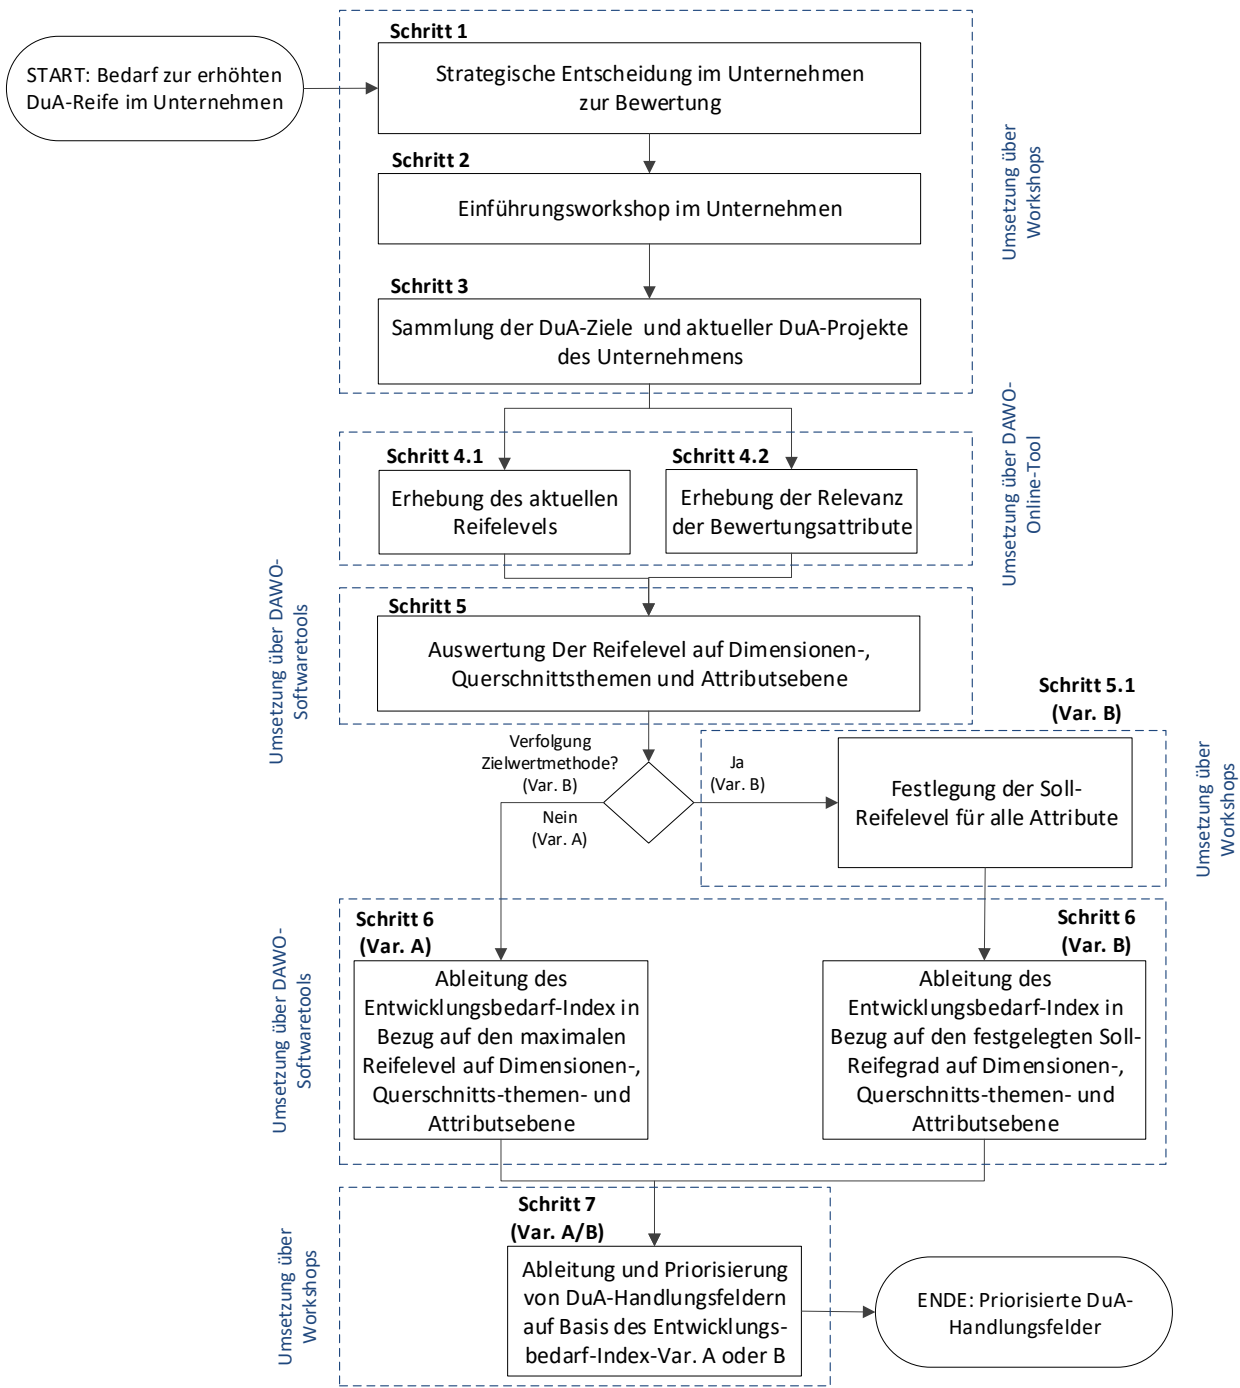 START: Bedarf zur erhöhten
DuA-Reife im Unternehmen
Schritt 1
Strategische Entscheidung im Unternehmen
zur Bewertung
Schritt 2
Einführungsworkshop im Unternehmen
Umsetzung über
Workshops
Schritt 3
Sammlung der DuA-Ziele und aktueller DuA-Projekte
des Unternehmens
Schritt 4.1
Erhebung des aktuellen
Reifelevels
Schritt 4.2
Erhebung der Relevanz
der Bewertungsattribute
Umsetzung über DAWO-
Online-Tool
Umsetzung über DAWO-
Softwaretools
Schritt 5
Auswertung Der Reifelevel auf Dimensionen-,
Querschnittsthemen und Attributsebene
Verfolgung
Zielwertmethode?
(Var. B)
Nein
(Var. A)
Ja
(Var. B)
Schritt 5.1
(Var. B)
Festlegung der Soll-
Reifelevel für alle Attribute
Umsetzung über
Workshops
Umsetzung über DAWO-
Softwaretools
Schritt 6
(Var. A)
Ableitung des
Entwicklungsbedarf-Index in
Bezug auf den maximalen
Reifelevel auf Dimensionen-,
Querschnitts-themen- und
Attributsebene
Schritt 6
(Var. B)
Ableitung des
Entwicklungsbedarf-Index in
Bezug auf den festgelegten Soll-
Reifegrad auf Dimensionen-,
Querschnitts-themen- und
Attributsebene
Umsetzung über
Workshops
Schritt 7
(Var. A/B)
Ableitung und Priorisierung
von DuA-Handlungsfeldern
auf Basis des Entwicklungs-
bedarf-Index-Var. A oder B
ENDE: Priorisierte DuA-
Handlungsfelder